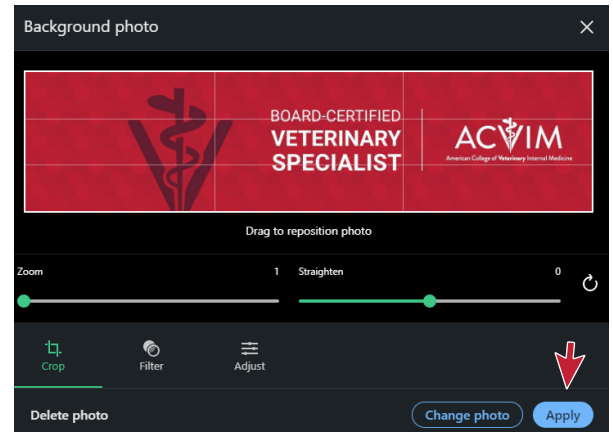 Background photo
BOARD-CERTIFIED
VETERINARY
SPECIALIST
ACVIM
American College of Veterinary Internal Medicine
Drag to reposition photo
Zoom 1 Straighten 0
Crop Filter Adjust
Delete photo Change photo Apply